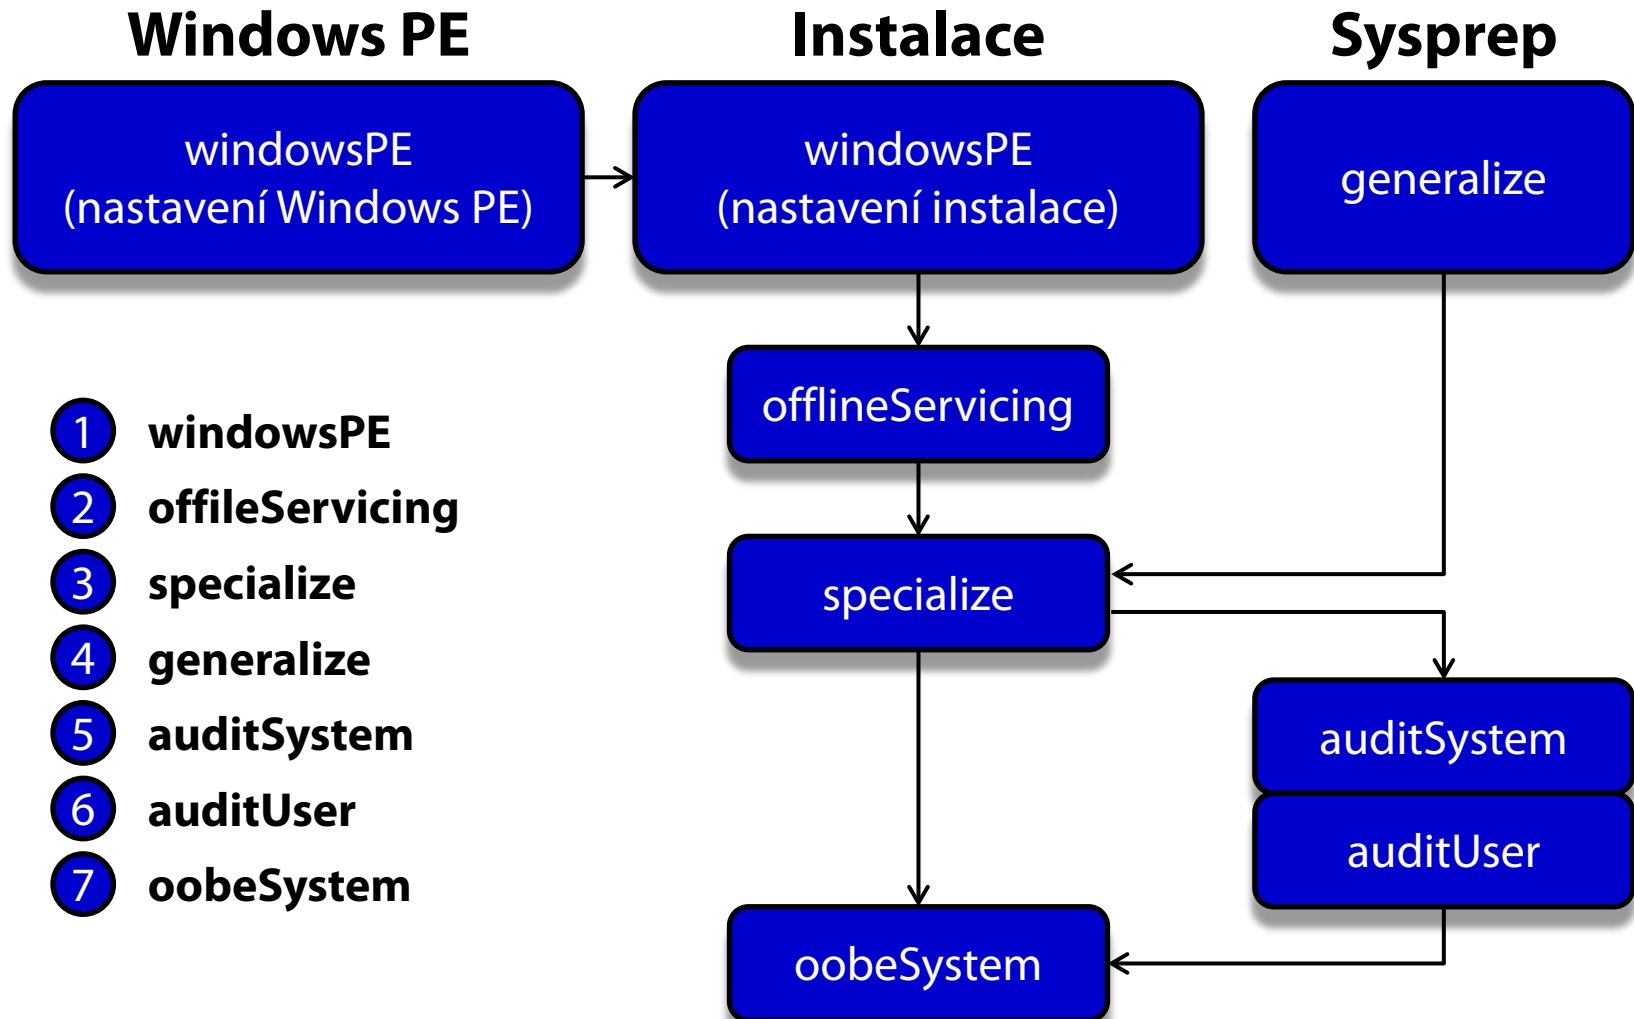 Windows PE
Instalace
Sysprep
windowsPE
(nastavení Windows PE)
windowsPE
(nastavení instalace)
generalize
offlineServicing
specialize
auditSystem
auditUser
oobeSystem
1 windowsPE
2 offileServicing
3 specialize
4 generalize
5 auditSystem
6 auditUser
7 oobeSystem